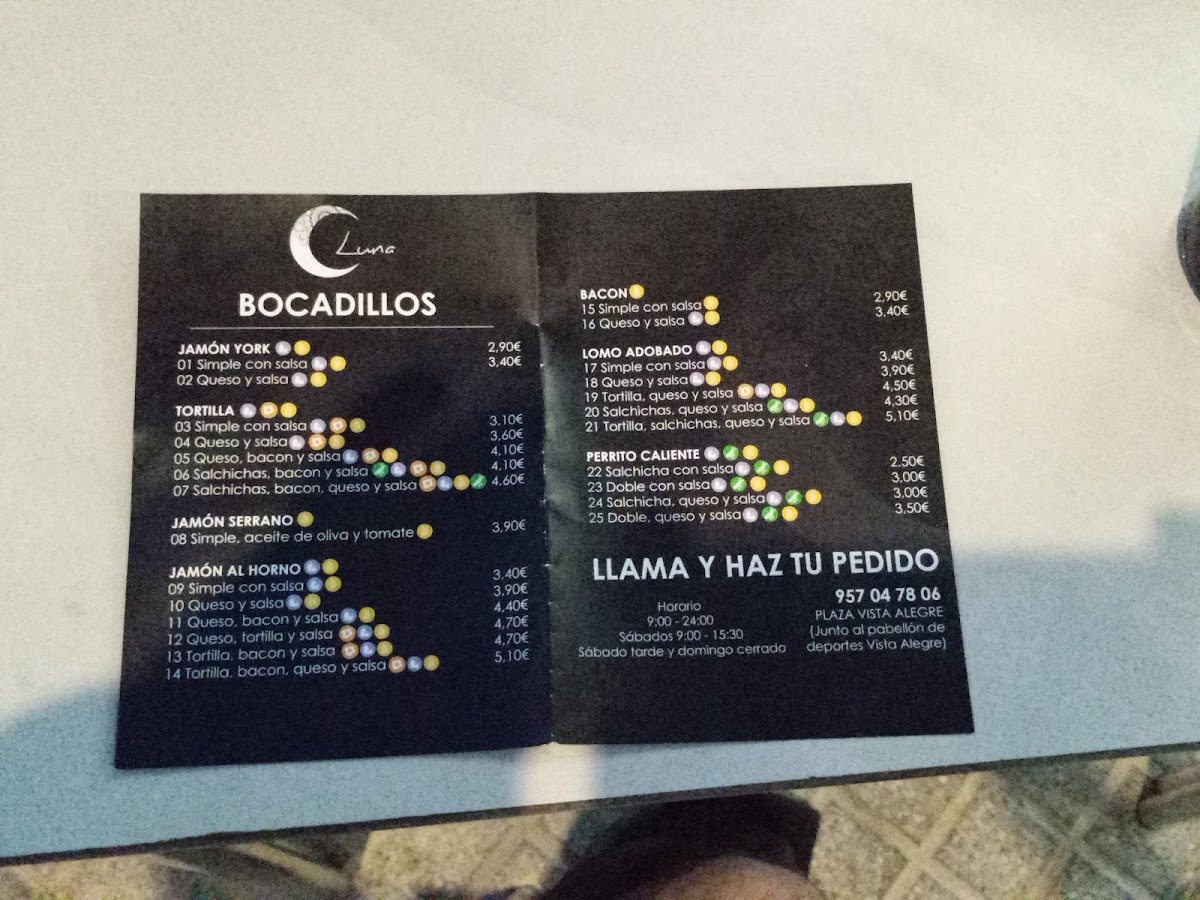 Luna
BOCADILLOS
JAMÓN YORK
01 Simple con salsa 2,90€
02 Queso y salsa 3,40€
TORTILLA
03 Simple con salsa 3,10€
04 Queso y salsa 3,60€
05 Queso, bacon y salsa 4,10€
06 Salchichas, bacon y salsa 4,10€
07 Salchichas, bacon, queso y salsa 4,60€
JAMÓN SERRANO
08 Simple, aceite de oliva y tomate 3,90€
JAMÓN AL HORNO
09 Simple con salsa 3,40€
10 Queso y salsa 3,90€
11 Queso, bacon y salsa 4,40€
12 Queso, tortilla y salsa 4,70€
13 Tortilla, bacon y salsa 4,70€
14 Tortilla, bacon, queso y salsa 5,10€
BACON
15 Simple con salsa 2,90€
16 Queso y salsa 3,40€
LOMO ADOBADO
17 Simple con salsa 3,40€
18 Queso y salsa 3,90€
19 Tortilla, queso y salsa 4,50€
20 Salchichas, queso y salsa 4,30€
21 Tortilla, salchichas, queso y salsa 5,10€
PERRITO CALIENTE
22 Salchicha con salsa 2,50€
23 Doble con salsa 3,00€
24 Salchicha, queso y salsa 3,00€
25 Doble, queso y salsa 3,50€
LLAMA Y HAZ TU PEDIDO
Horario
9:00 - 24:00
Sábados 9:00 - 15:30
Sábado tarde y domingo cerrado
957 04 78 06
PLAZA VISTA ALEGRE
(Junto al pabellón de
deportes Vista Alegre)